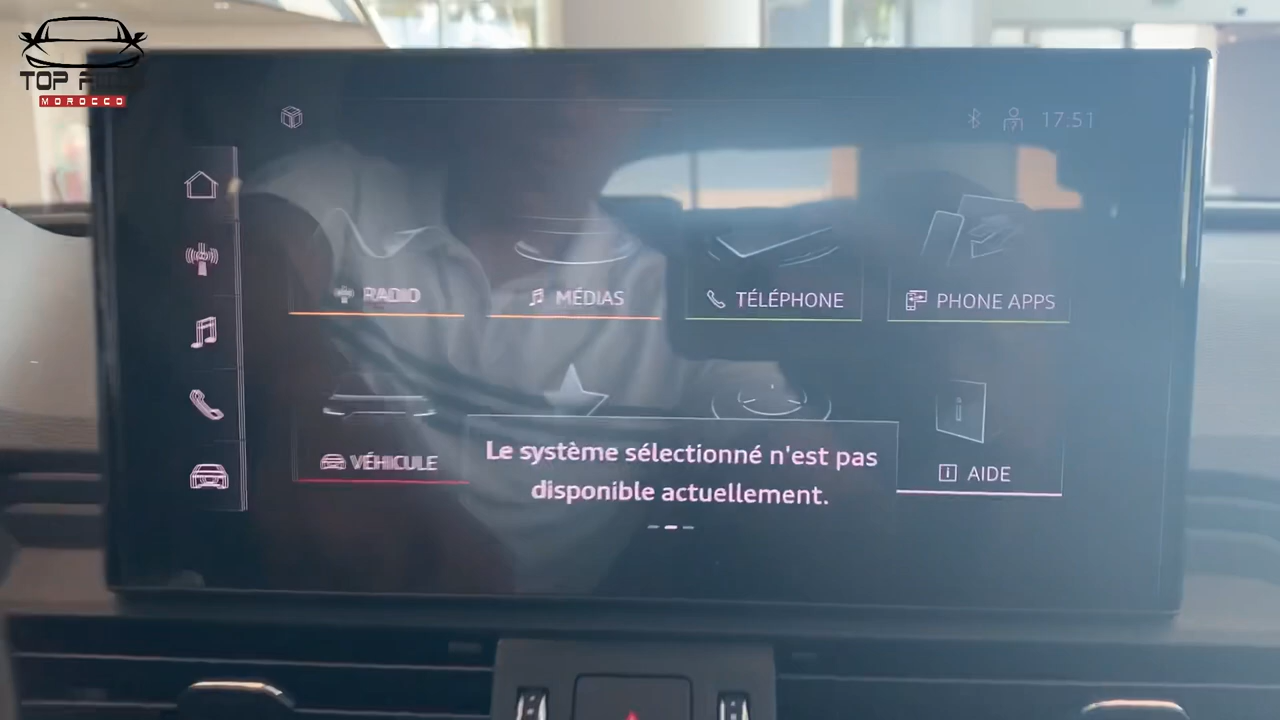 TOP
MOROCCO
17:51
RADIO
MÉDIAS
TÉLÉPHONE
PHONE APPS
VÉHICULE
Le système sélectionné n'est pas
disponible actuellement.
AIDE